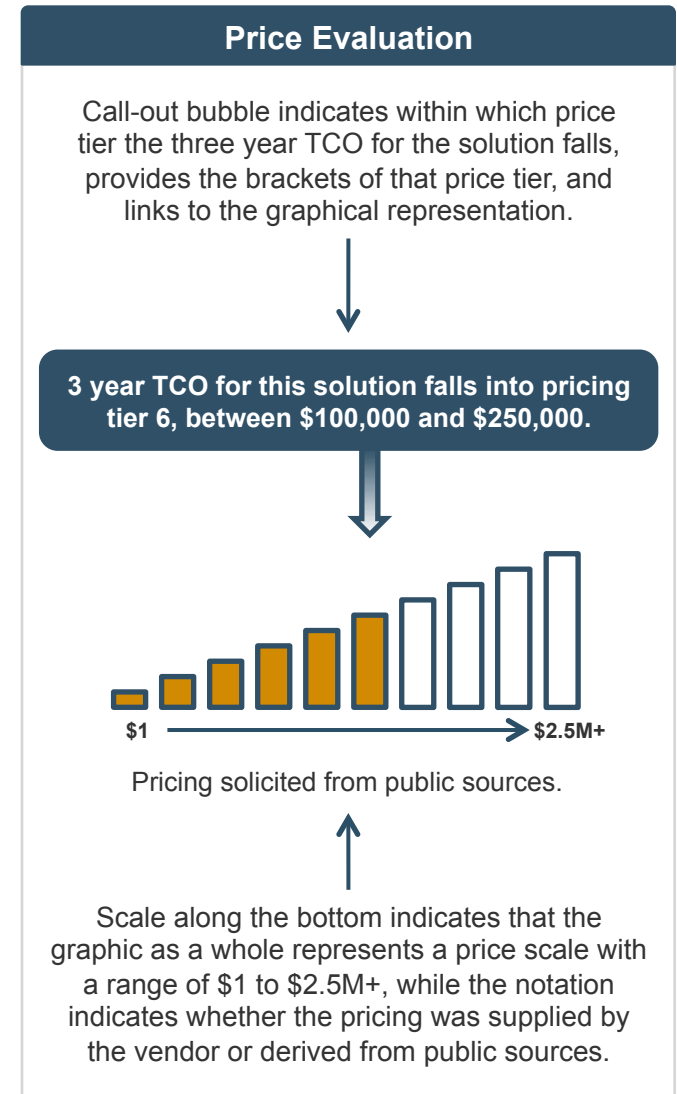 Price Evaluation
Call-out bubble indicates within which price
tier the three year TCO for the solution falls,
provides the brackets of that price tier, and
links to the graphical representation.
3 year TCO for this solution falls into pricing
tier 6, between $100,000 and $250,000.
$1
$2.5M+
Pricing solicited from public sources.
Scale along the bottom indicates that the
graphic as a whole represents a price scale with
a range of $1 to $2.5M+, while the notation
indicates whether the pricing was supplied by
the vendor or derived from public sources.